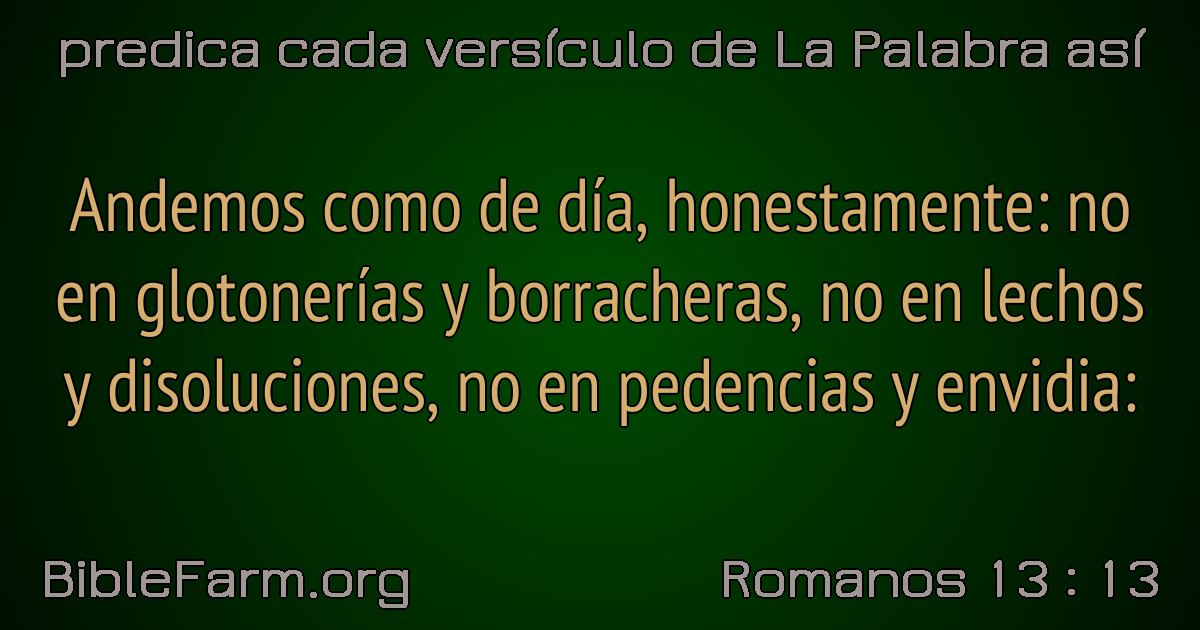 predica cada versículo de La Palabra así
Andemos como de día, honestamente: no
en glotonerías y borracheras, no en lechos
y disoluciones, no en pedencias y envidia:
BibleFarm.org
Romanos 13 : 13